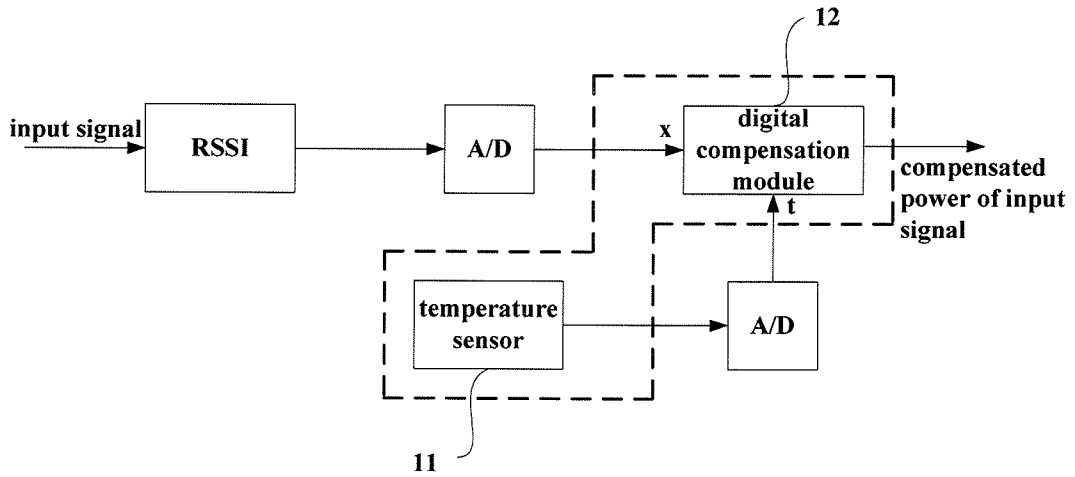 12
input signal
RSSI
A/D
x
digital
compensation
module
t
compensated
power of input
signal
temperature
sensor
A/D
11